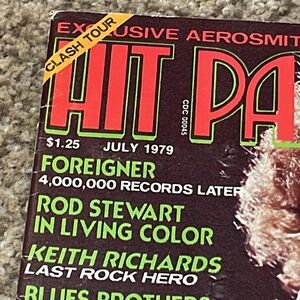 EXCLUSIVE AEROSMIT
CLASH TOUR
HIT PA
CDC 00045
$1.25 JULY 1979
FOREIGNER
4,000,000 RECORDS LATER
ROD STEWART
IN LIVING COLOR
KEITH RICHARDS
LAST ROCK HERO
BLUES BROTHERS